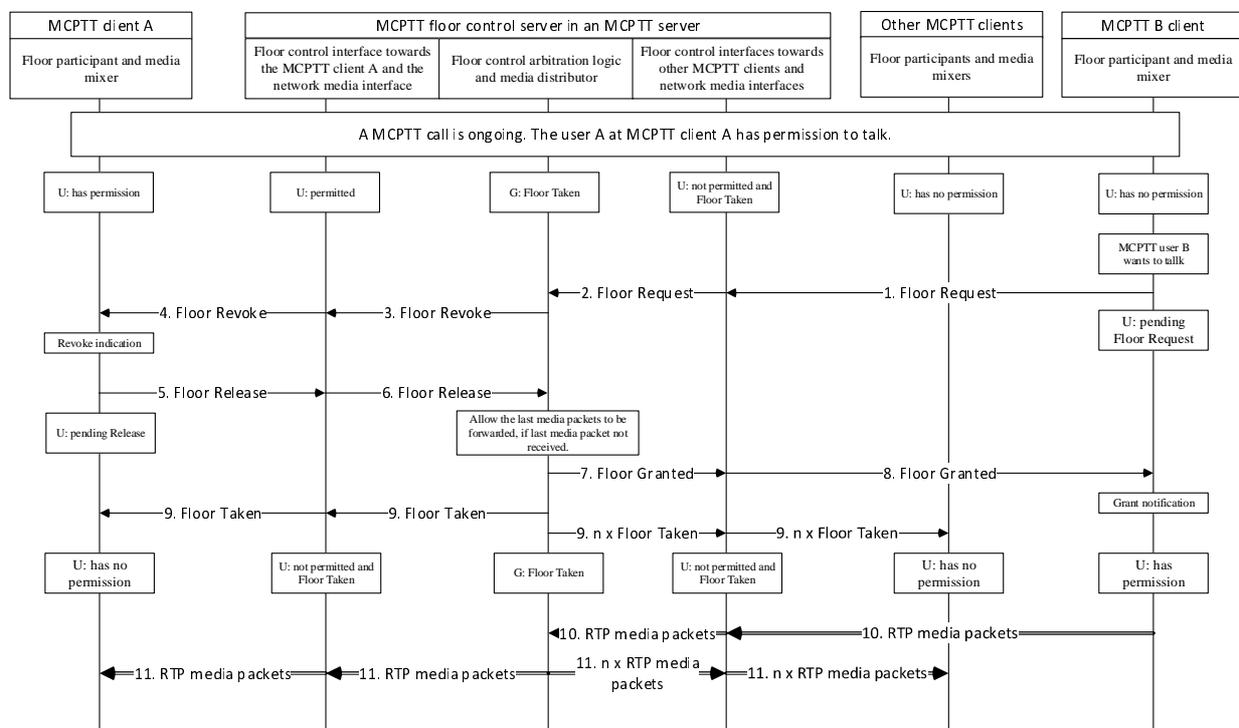 MCPTT client A
MCPTT floor control server in an MCPTT server
Other MCPTT clients
MCPTT B client
Floor participant and media
mixer
Floor control interface towards
the MCPTT client A and the
network media interface
Floor control arbitration logic
and media distributor
Floor control interfaces towards
other MCPTT clients and
network media interfaces
Floor participants and media
mixers
Floor participant and media
mixer
A MCPTT call is ongoing. The user A at MCPTT client A has permission to talk.
U: has permission
U: permitted
G: Floor Taken
U: not permitted and
Floor Taken
U: has no permission
U: has no permission
MCPTT user B
wants to tallk
2. Floor Request
1. Floor Request
4. Floor Revoke
3. Floor Revoke
Revoke indication
U: pending
Floor Request
5. Floor Release
6. Floor Release
U: pending Release
Allow the last media packets to be
forwarded, if last media packet not
received.
7. Floor Granted
8. Floor Granted
Grant notification
9. Floor Taken
9. Floor Taken
9. n x Floor Taken
9. n x Floor Taken
U: has no
permission
U: not permitted and
Floor Taken
G: Floor Taken
U: not permitted and
Floor Taken
U: has no
permission
U: has
permission
10. RTP media packets
10. RTP media packets
11. RTP media packets
11. RTP media packets
11. n x RTP media
packets
11. n x RTP media packets